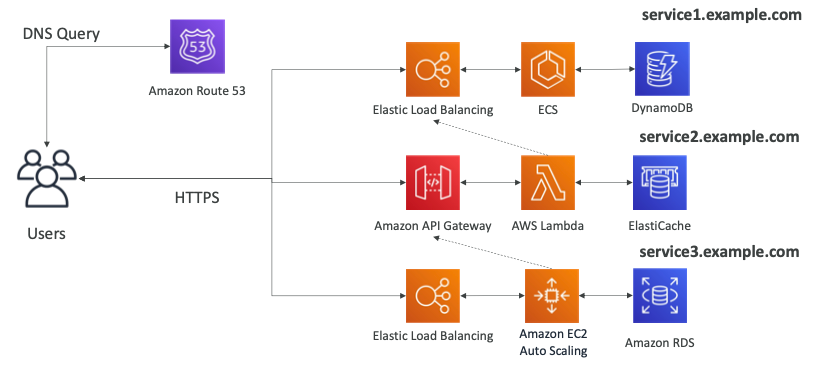 service1.example.com
DNS Query
53
Amazon Route 53
Elastic Load Balancing
ECS
DynamoDB
service2.example.com
HTTPS
Users
Amazon API Gateway
AWS Lambda
ElastiCache
service3.example.com
Elastic Load Balancing
Amazon EC2
Auto Scaling
Amazon RDS